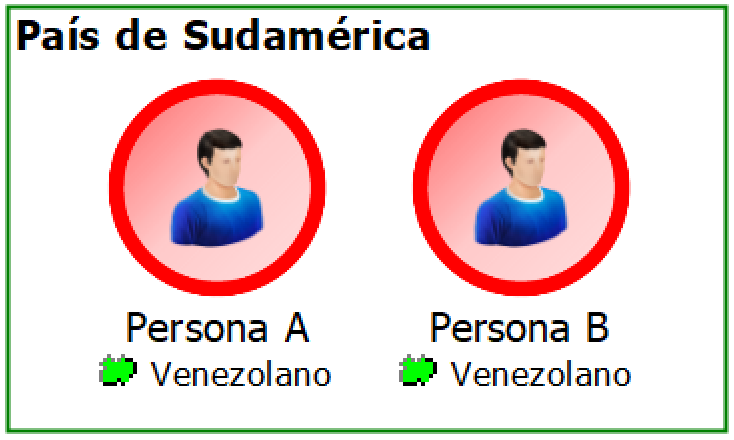 País de Sudamérica
Persona A Persona B
Venezolano Venezolano